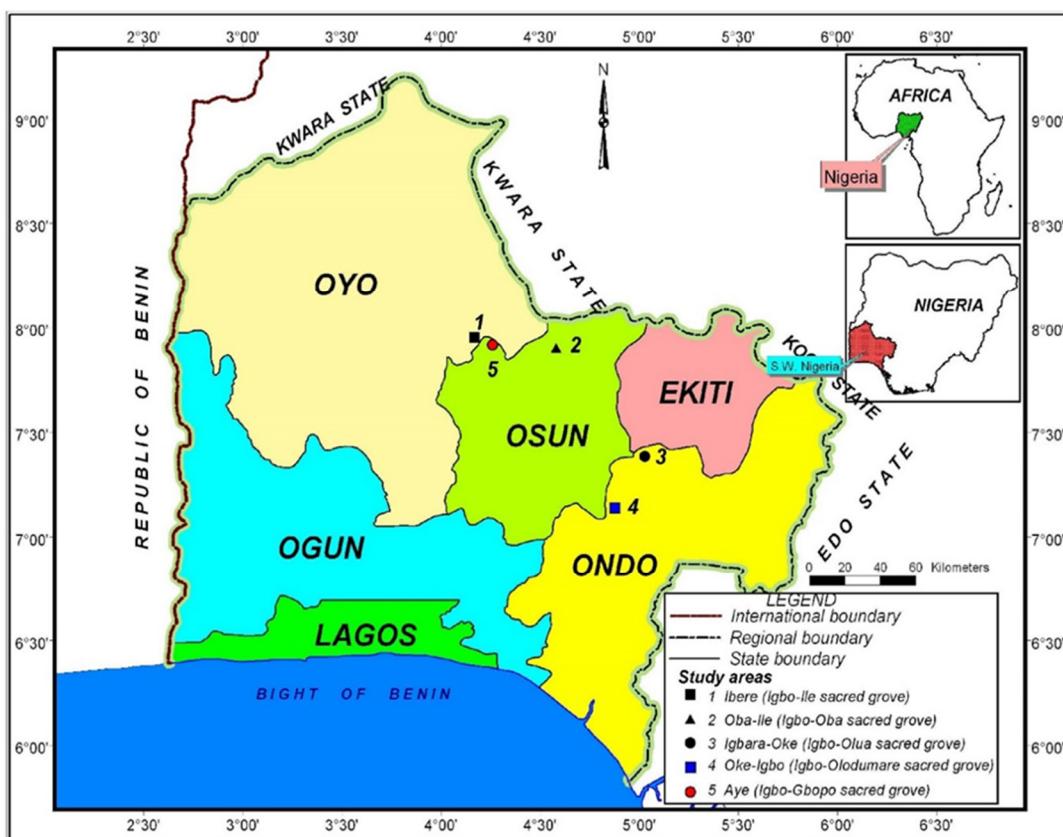 2°30' 3°00' 3°30' 4°00' 4°30' 5°00' 5°30' 6°00' 6°30'
9°00'
8°30'
8°00'
7°30'
7°00'
6°30'
6°00'
KWARA STATE
KWARA STATE
N
AFRICA
Nigeria
NIGERIA
S.W. Nigeria
9°00'
8°30'
8°00'
7°30'
7°00'
6°30'
6°00'
REPUBLIC OF BENIN
OYO
1
5
2
OSUN
EKITI
STATE
3
4
EDO STATE
OGUN
ONDO
LAGOS
BIGHT OF BENIN
0 20 40 60 Kilometers
LEGEND
International boundary
Regional boundary
State boundary
Study areas
1 Ibere (Igbo-Ile sacred grove)
2 Oba-Ile (Igbo-Oba sacred grove)
3 Igbara-Oke (Igbo-Olua sacred grove)
4 Oke-Igbo (Igbo-Olodumare sacred grove)
5 Aye (Igbo-Gbopo sacred grove)
2°30' 3°00' 3°30' 4°00' 4°30' 5°00' 5°30' 6°00' 6°30'